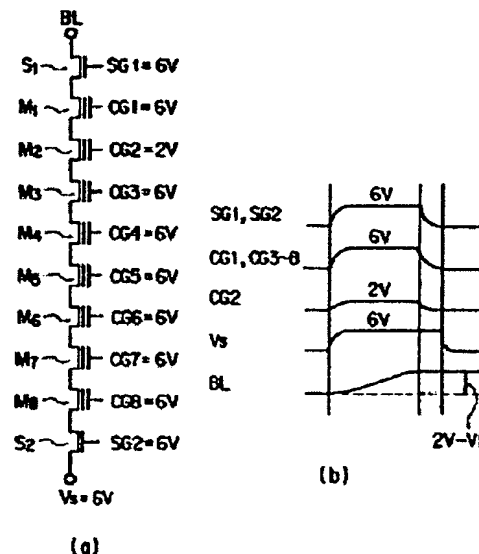 BL
S1 SG1=6V
M1 CG1=6V
M2 CG2=2V
M3 CG3=6V
M4 CG4=6V
M5 CG5=6V
M6 CG6=6V
M7 CG7=6V
M8 CG8=6V
S2 SG2=6V
Vs=6V
(a)
SG1, SG2 6V
CG1, CG3~8 6V
CG2 2V
Vs 6V
BL
(b)